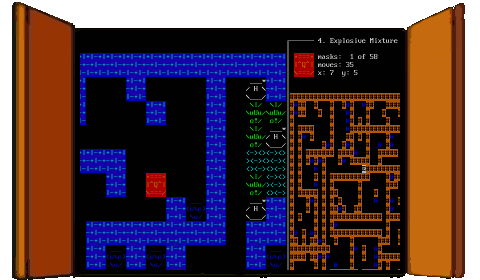 4. Explosive Mixture
masks: 1 of 58
moves: 35
x: 7 y: 5
H
H
H